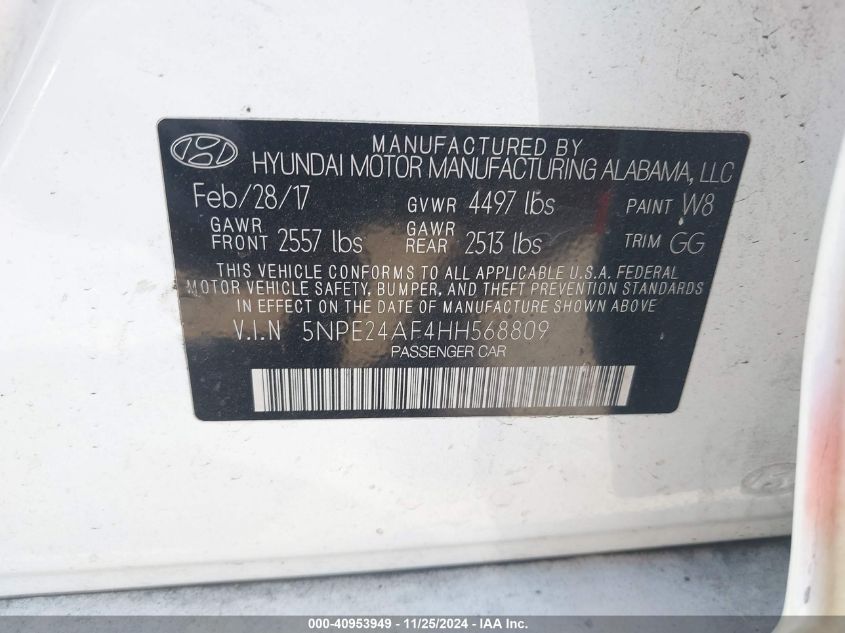 MANUFACTURED BY
HYUNDAI MOTOR MANUFACTURING ALABAMA, LLC
Feb/28/17 GVWR 4497 lbs PAINT W8
GAWR FRONT 2557 lbs GAWR REAR 2513 lbs TRIM GG
THIS VEHICLE CONFORMS TO ALL APPLICABLE U.S.A. FEDERAL
MOTOR VEHICLE SAFETY, BUMPER, AND THEFT PREVENTION STANDARDS
IN EFFECT ON THE DATE OF MANUFACTURE SHOWN ABOVE
V.I.N 5NPE24AF4HH568809
PASSENGER CAR
000-40953949 - 11/25/2024 - IAA Inc.